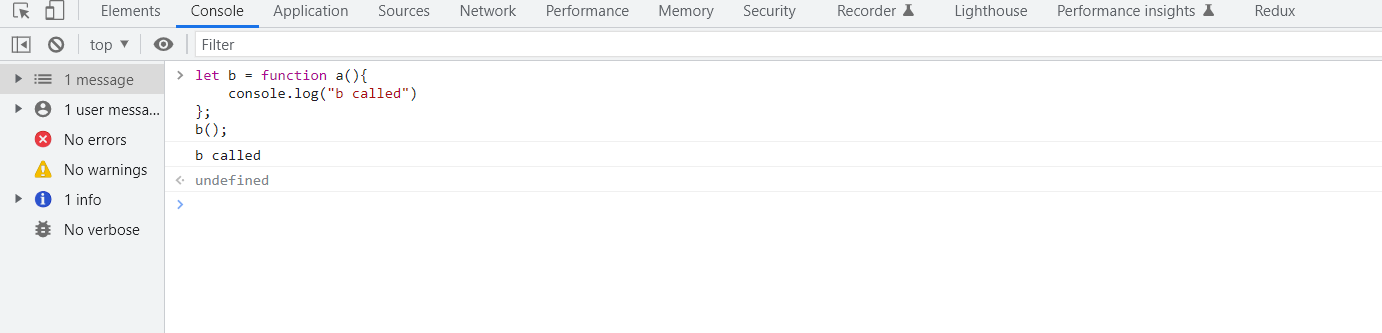 Elements Console Application Sources Network Performance Memory Security Recorder Lighthouse Performance insights Redux
top Filter
1 message
1 user messa...
No errors
No warnings
1 info
No verbose
let b = function a(){
    console.log("b called")
};
b();
b called
undefined